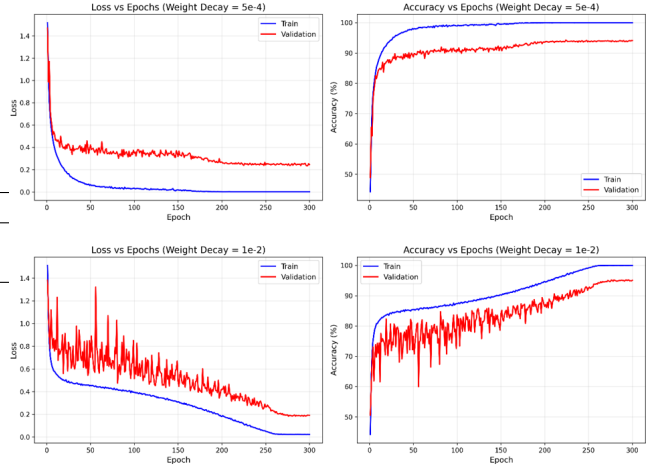 Loss vs Epochs (Weight Decay = 5e-4)
Loss
1.4
1.2
1.0
0.8
0.6
0.4
0.2
0.0
0 50 100 150 200 250 300
Epoch
Train
Validation
Accuracy vs Epochs (Weight Decay = 5e-4)
Accuracy (%)
100
90
80
70
60
50
0 50 100 150 200 250 300
Epoch
Train
Validation
Loss vs Epochs (Weight Decay = 1e-2)
Loss
1.4
1.2
1.0
0.8
0.6
0.4
0.2
0.0
0 50 100 150 200 250 300
Epoch
Train
Validation
Accuracy vs Epochs (Weight Decay = 1e-2)
Accuracy (%)
100
90
80
70
60
50
0 50 100 150 200 250 300
Epoch
Train
Validation